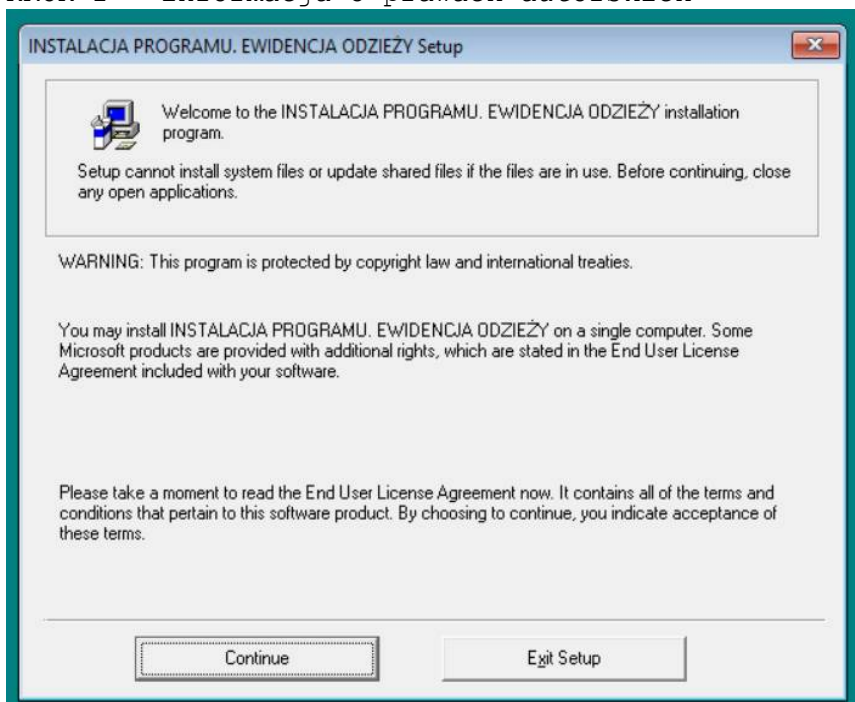 informacja o prawach autorskich
INSTALACJA PROGRAMU. EWIDENCJA ODZIEŻY Setup
Welcome to the INSTALACJA PROGRAMU. EWIDENCJA ODZIEŻY installation
program.
Setup cannot install system files or update shared files if the files are in use. Before continuing, close
any open applications.
WARNING: This program is protected by copyright law and international treaties.
You may install INSTALACJA PROGRAMU. EWIDENCJA ODZIEŻY on a single computer. Some
Microsoft products are provided with additional rights, which are stated in the End User License
Agreement included with your software.
Please take a moment to read the End User License Agreement now. It contains all of the terms and
conditions that pertain to this software product. By choosing to continue, you indicate acceptance of
these terms.
Continue
Exit Setup